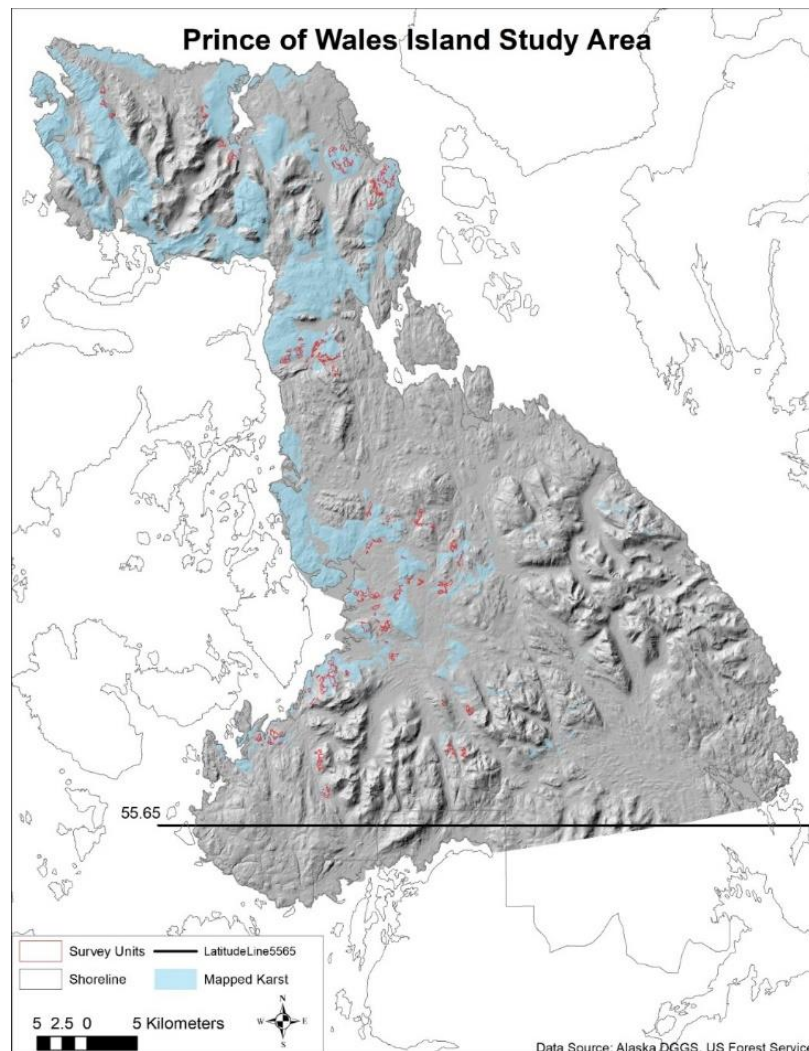 Prince of Wales Island Study Area
55.65
Survey Units LatitudeLine5565
Shoreline Mapped Karst
N
W E
S
5 2.5 0 5 Kilometers
Data Source: Alaska DGGS, US Forest Service